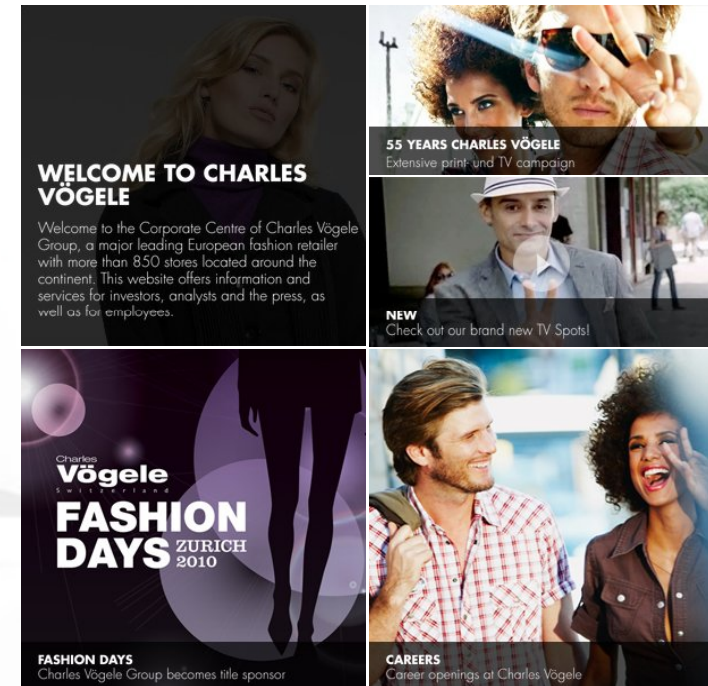 WELCOME TO CHARLES
VÖGELE
Welcome to the Corporate Centre of Charles Vögele
Group, a major leading European fashion retailer
with more than 850 stores located around the
continent. This website offers information and
services for investors, analysts and the press, as
well as for employees.
55 YEARS CHARLES VÖGELE
Extensive print- und TV campaign
NEW
Check out our brand new TV Spots!
Charles
Vögele
Switzerland
FASHION
DAYS ZURICH
2010
FASHION DAYS
Charles Vögele Group becomes title sponsor
CAREERS
Career openings at Charles Vögele